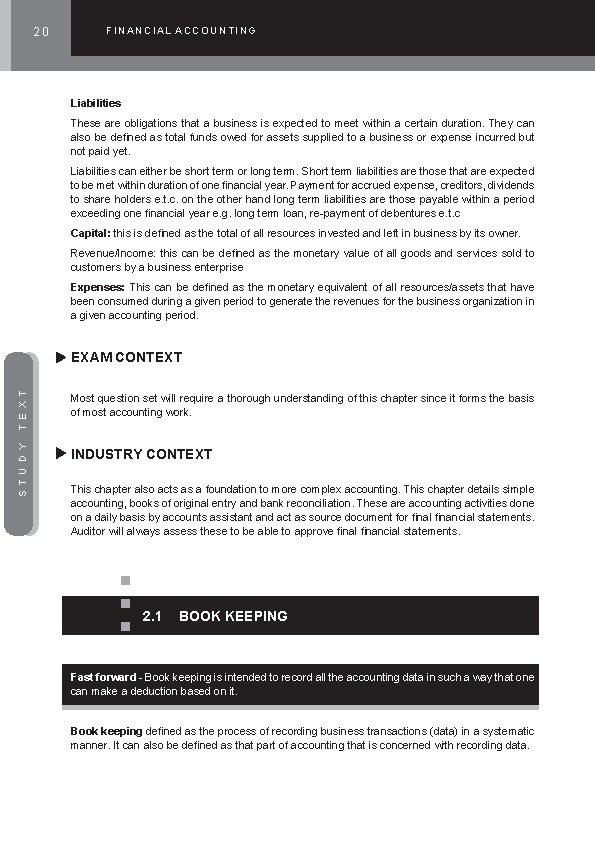 20
FINANCIAL ACCOUNTING
Liabilities
These are obligations that a business is expected to meet within a certain duration. They can
also be defined as total funds owed for assets supplied to a business or expense incurred but
not paid yet.
Liabilities can either be short term or long term. Short term liabilities are those that are expected
to be met within duration of one financial year. Payment for accrued expense, creditors, dividends
to share holders e.t.c. on the other hand long term liabilities are those payable within a period
exceeding one financial year e.g. long term loan, re-payment of debentures e.t.c
Capital: this is defined as the total of all resources invested and left in business by its owner.
Revenue/Income: this can be defined as the monetary value of all goods and services sold to
customers by a business enterprise
Expenses: This can be defined as the monetary equivalent of all resources/assets that have
been consumed during a given period to generate the revenues for the business organization in
a given accounting period.
EXAM CONTEXT
Most question set will require a thorough understanding of this chapter since it forms the basis
of most accounting work.
STUDY TEXT
INDUSTRY CONTEXT
This chapter also acts as a foundation to more complex accounting. This chapter details simple
accounting, books of original entry and bank reconciliation. These are accounting activities done
on a daily basis by accounts assistant and act as source document for final financial statements.
Auditor will always assess these to be able to approve final financial statements.
2.1 BOOK KEEPING
Fast forward - Book keeping is intended to record all the accounting data in such a way that one
can make a deduction based on it.
Book keeping defined as the process of recording business transactions (data) in a systematic
manner. It can also be defined as that part of accounting that is concerned with recording data.